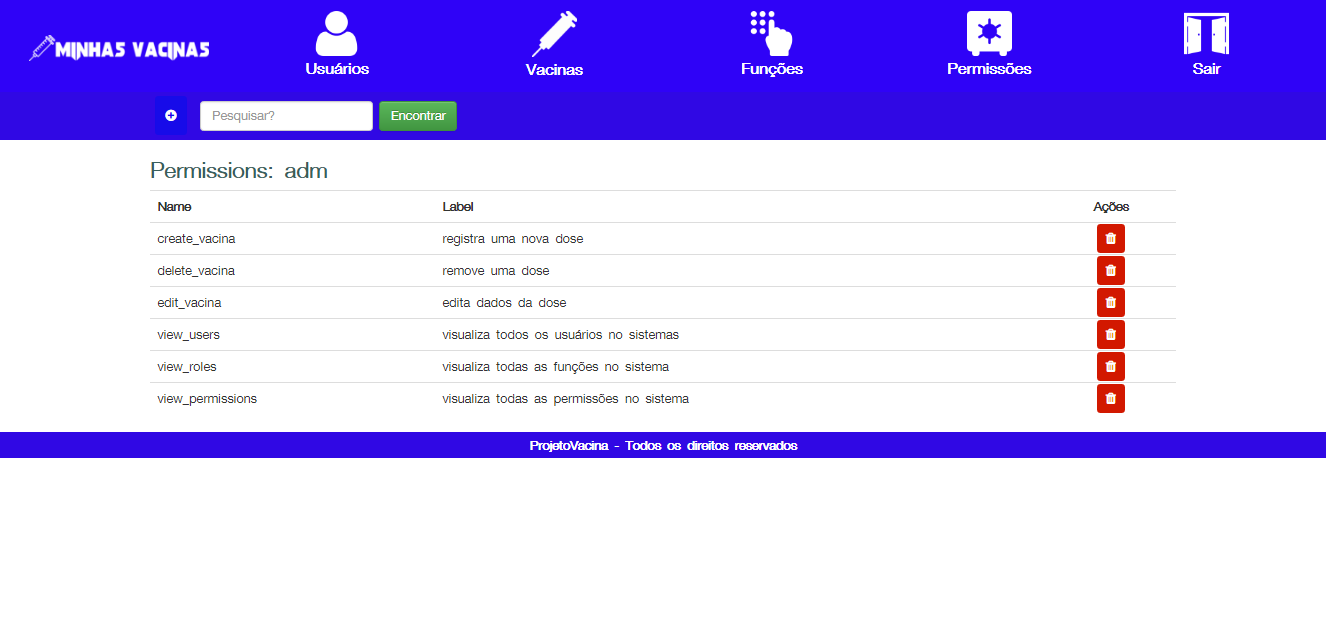 MINHAS VACINAS
Usuários
Vacinas
Funções
Permissões
Sair
Pesquisar?
Encontrar
Permissions: adm
Name Label Ações
create_vacina registra uma nova dose
delete_vacina remove uma dose
edit_vacina edita dados da dose
view_users visualiza todos os usuários no sistemas
view_roles visualiza todas as funções no sistema
view_permissions visualiza todas as permissões no sistema
ProjetoVacina - Todos os direitos reservados